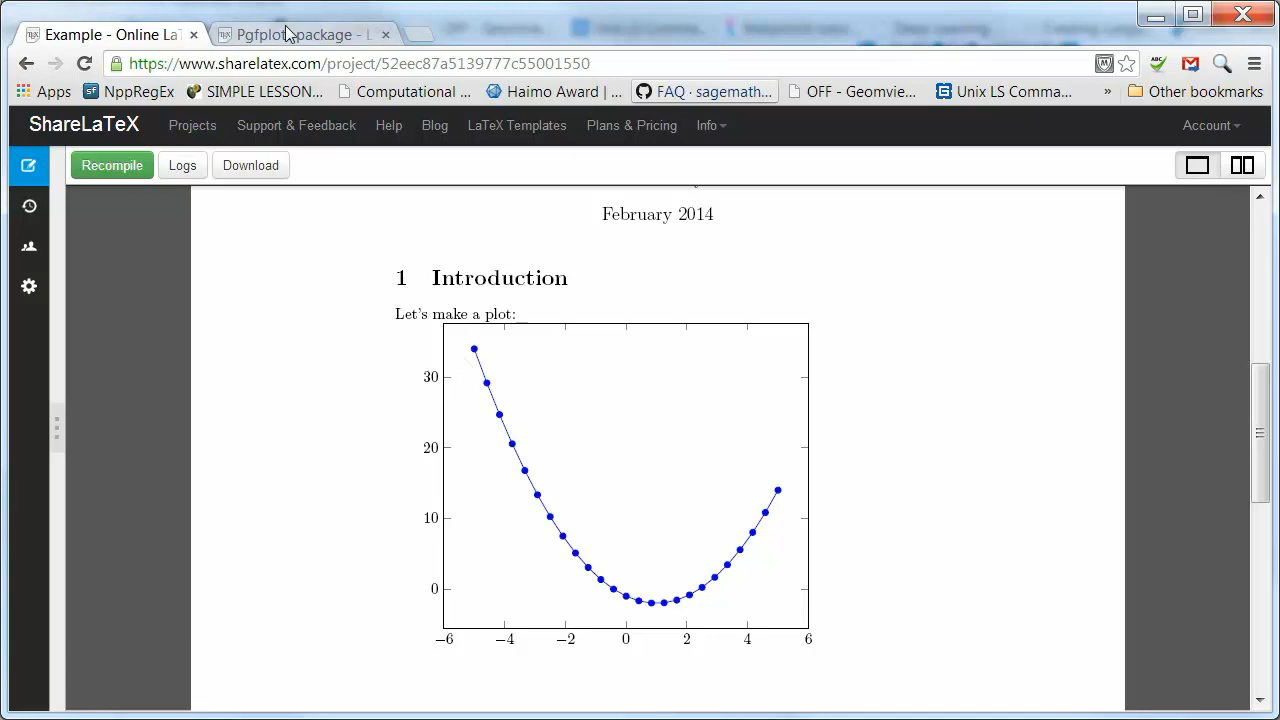 Example - Online La
Pgfplots package - L
https://www.sharelatex.com/project/52eec87a5139777c55001550
Apps
NppRegEx
SIMPLE LESSON...
Computational ...
Haimo Award | ...
FAQ · sagemath...
OFF - Geomvie...
Unix LS Comma...
»
Other bookmarks
ShareLaTeX
Projects
Support & Feedback
Help
Blog
LaTeX Templates
Plans & Pricing
Info
Account
Recompile
Logs
Download
February 2014
1 Introduction
Let's make a plot:
30
20
10
0
−6 −4 −2 0 2 4 6